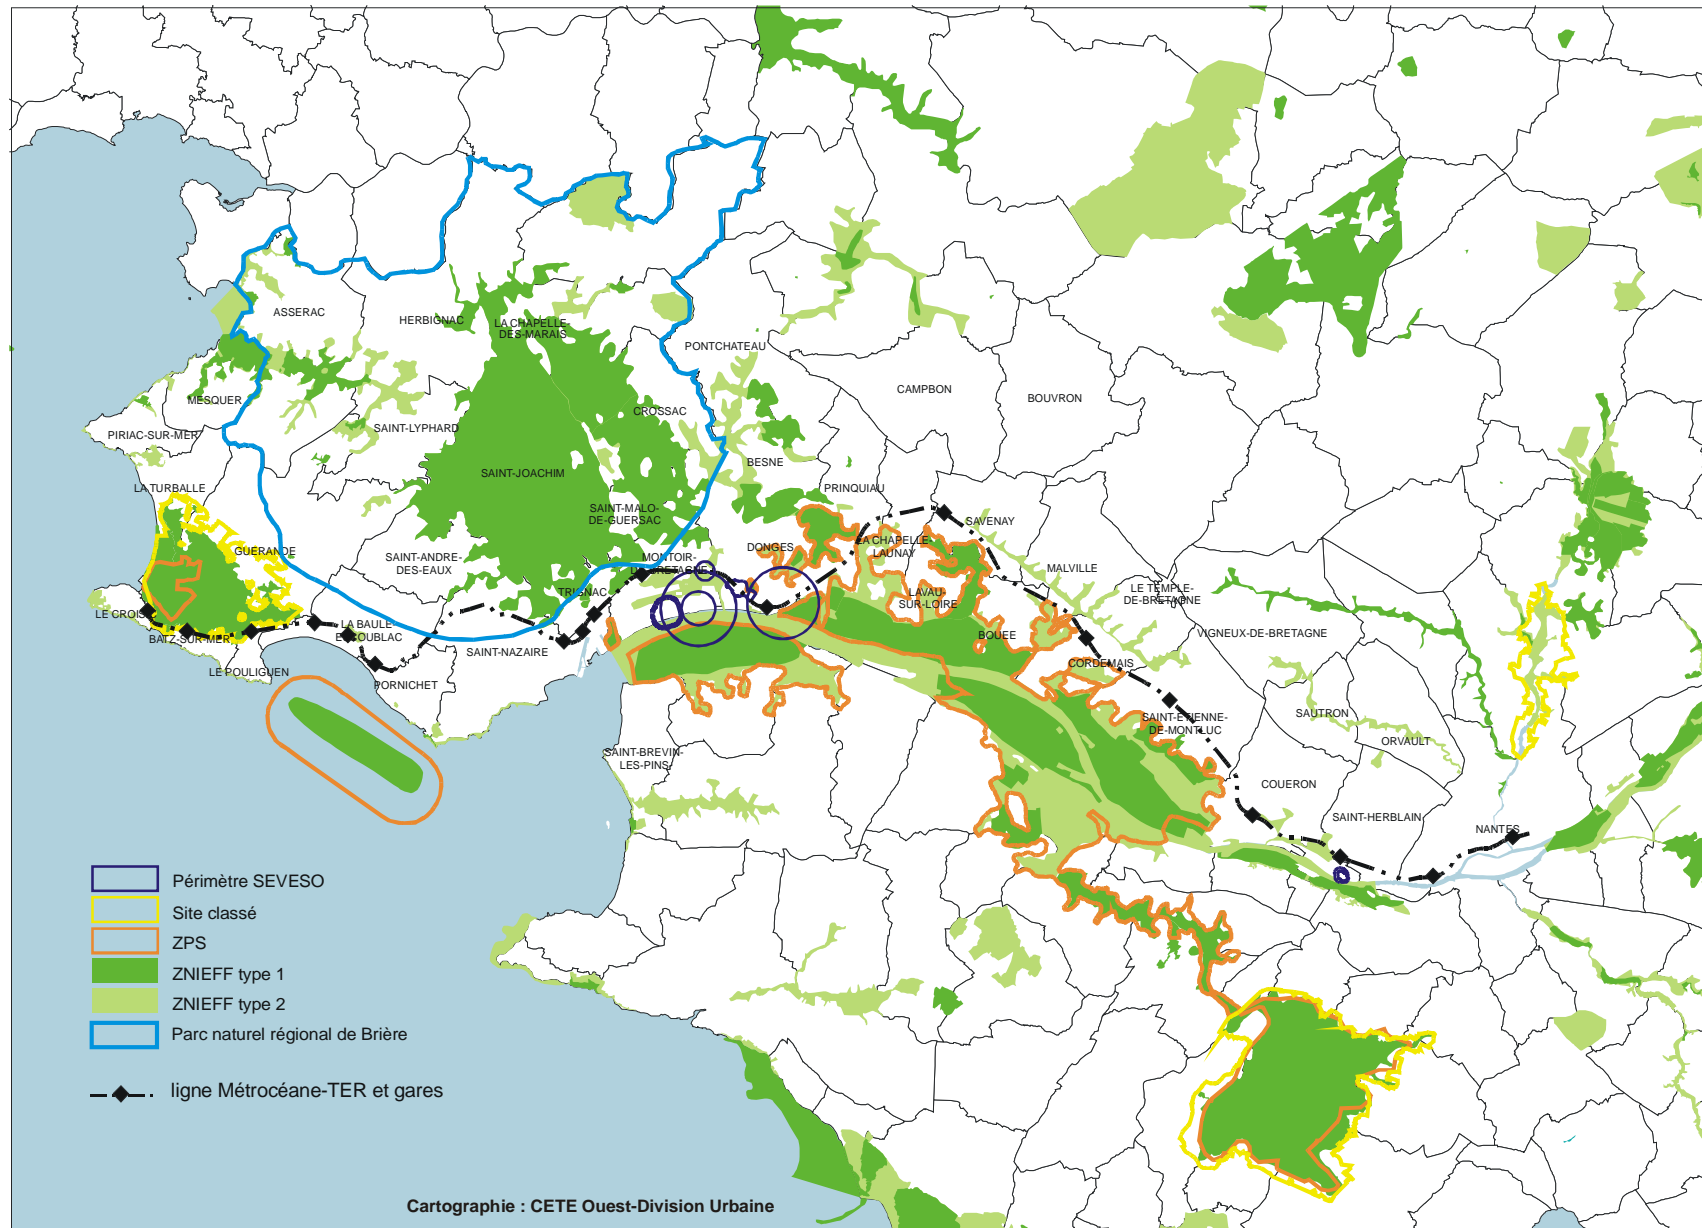 ASSERAC
HERBIGNAC
LA CHAPELLE-
DES-MARAIS
PONTCHATEAU
MESQUER
CAMPBON
BOUVRON
CROSSAC
SAINT-LYPHARD
PIRIAC-SUR-MER
BESNE
SAINT-JOACHIM
LA TURBALLE
PRINQUIAU
SAINT-MALO-
DE-GUERSAC
SAVENAY
GUERANDE
DONGES
LA CHAPELLE-
LAUNAY
SAINT-ANDRE-
DES-EAUX
MONTOIR-
DE-BRETAGNE
MALVILLE
TRIGNAC
LAVAU-
SUR-LOIRE
LE TEMPLE-
DE-BRETAGNE
LE CROISIC
LA BAULE-
ESCOUBLAC
BATZ-SUR-MER
VIGNEUX-DE-BRETAGNE
BOUEE
SAINT-NAZAIRE
LE POULIGUEN
CORDEMAIS
PORNICHET
SAUTRON
SAINT-ETIENNE-
DE-MONTLUC
ORVAULT
SAINT-BREVIN-
LES-PINS
COUERON
SAINT-HERBLAIN
NANTES
Périmètre SEVESO
Site classé
ZPS
ZNIEFF type 1
ZNIEFF type 2
Parc naturel régional de Brière
ligne Métrocéane-TER et gares
Cartographie : CETE Ouest-Division Urbaine